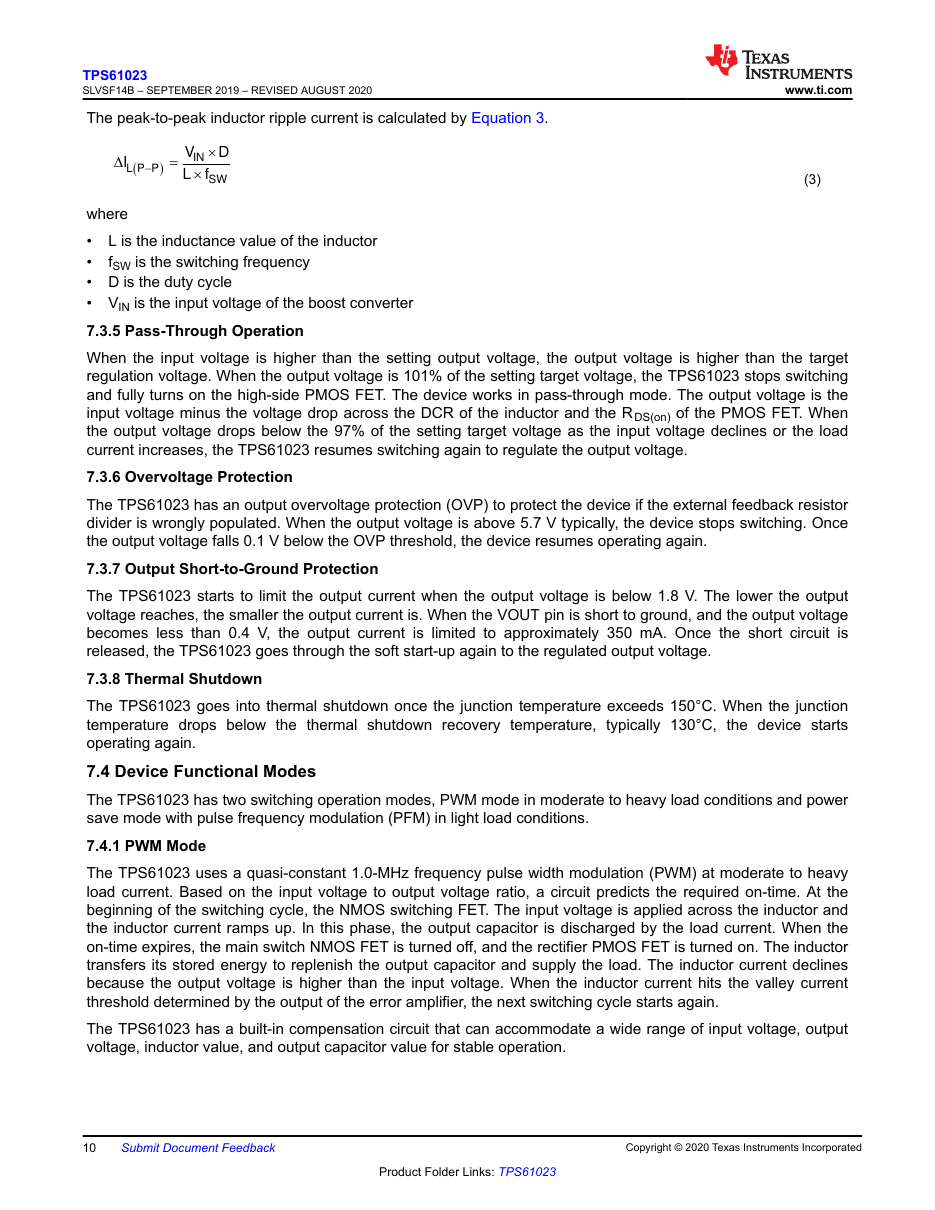 TEXAS
INSTRUMENTS
TPS61023
SLVSF14B – SEPTEMBER 2019 – REVISED AUGUST 2020
www.ti.com
The peak-to-peak inductor ripple current is calculated by Equation 3.
ΔI_L(P−P) = (V_IN × D) / (L × f_SW)
(3)
where
• L is the inductance value of the inductor
• f_SW is the switching frequency
• D is the duty cycle
• V_IN is the input voltage of the boost converter
7.3.5 Pass-Through Operation
When the input voltage is higher than the setting output voltage, the output voltage is higher than the target
regulation voltage. When the output voltage is 101% of the setting target voltage, the TPS61023 stops switching
and fully turns on the high-side PMOS FET. The device works in pass-through mode. The output voltage is the
input voltage minus the voltage drop across the DCR of the inductor and the R_DS(on) of the PMOS FET. When
the output voltage drops below the 97% of the setting target voltage as the input voltage declines or the load
current increases, the TPS61023 resumes switching again to regulate the output voltage.
7.3.6 Overvoltage Protection
The TPS61023 has an output overvoltage protection (OVP) to protect the device if the external feedback resistor
divider is wrongly populated. When the output voltage is above 5.7 V typically, the device stops switching. Once
the output voltage falls 0.1 V below the OVP threshold, the device resumes operating again.
7.3.7 Output Short-to-Ground Protection
The TPS61023 starts to limit the output current when the output voltage is below 1.8 V. The lower the output
voltage reaches, the smaller the output current is. When the VOUT pin is short to ground, and the output voltage
becomes less than 0.4 V, the output current is limited to approximately 350 mA. Once the short circuit is
released, the TPS61023 goes through the soft start-up again to the regulated output voltage.
7.3.8 Thermal Shutdown
The TPS61023 goes into thermal shutdown once the junction temperature exceeds 150°C. When the junction
temperature drops below the thermal shutdown recovery temperature, typically 130°C, the device starts
operating again.
7.4 Device Functional Modes
The TPS61023 has two switching operation modes, PWM mode in moderate to heavy load conditions and power
save mode with pulse frequency modulation (PFM) in light load conditions.
7.4.1 PWM Mode
The TPS61023 uses a quasi-constant 1.0-MHz frequency pulse width modulation (PWM) at moderate to heavy
load current. Based on the input voltage to output voltage ratio, a circuit predicts the required on-time. At the
beginning of the switching cycle, the NMOS switching FET. The input voltage is applied across the inductor and
the inductor current ramps up. In this phase, the output capacitor is discharged by the load current. When the
on-time expires, the main switch NMOS FET is turned off, and the rectifier PMOS FET is turned on. The inductor
transfers its stored energy to replenish the output capacitor and supply the load. The inductor current declines
because the output voltage is higher than the input voltage. When the inductor current hits the valley current
threshold determined by the output of the error amplifier, the next switching cycle starts again.
The TPS61023 has a built-in compensation circuit that can accommodate a wide range of input voltage, output
voltage, inductor value, and output capacitor value for stable operation.
10 Submit Document Feedback
Copyright © 2020 Texas Instruments Incorporated
Product Folder Links: TPS61023